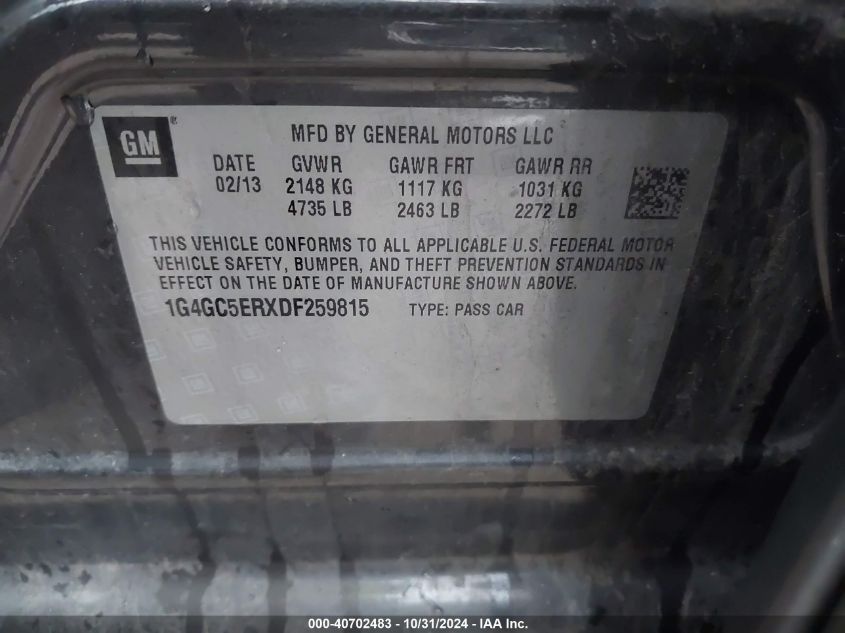 GM ®
MFD BY GENERAL MOTORS LLC
DATE GVWR GAWR FRT GAWR RR
02/13 2148 KG 1117 KG 1031 KG
4735 LB 2463 LB 2272 LB
THIS VEHICLE CONFORMS TO ALL APPLICABLE U.S. FEDERAL MOTOR
VEHICLE SAFETY, BUMPER, AND THEFT PREVENTION STANDARDS IN
EFFECT ON THE DATE OF MANUFACTURE SHOWN ABOVE.
1G4GC5ERXDF259815 TYPE: PASS CAR
000-40702483 - 10/31/2024 - IAA Inc.